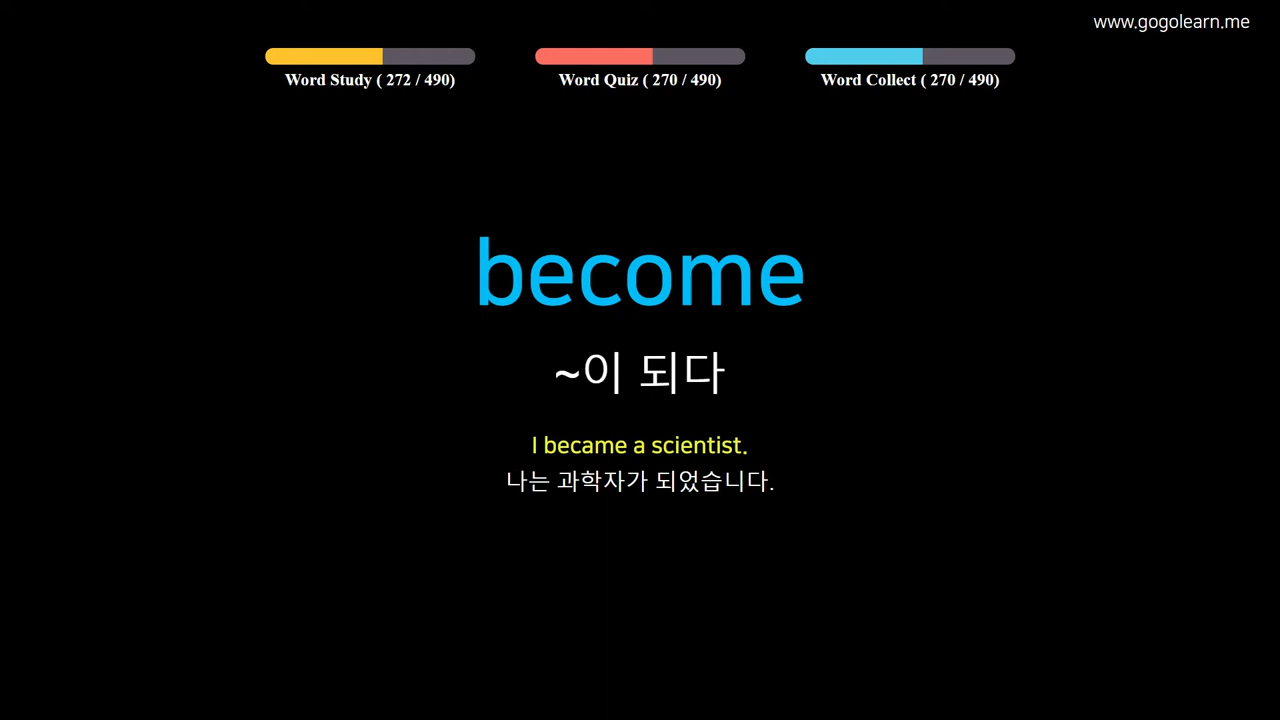 www.gogolearn.me
Word Study ( 272 / 490)
Word Quiz ( 270 / 490)
Word Collect ( 270 / 490)
become
~이 되다
I became a scientist.
나는 과학자가 되었습니다.